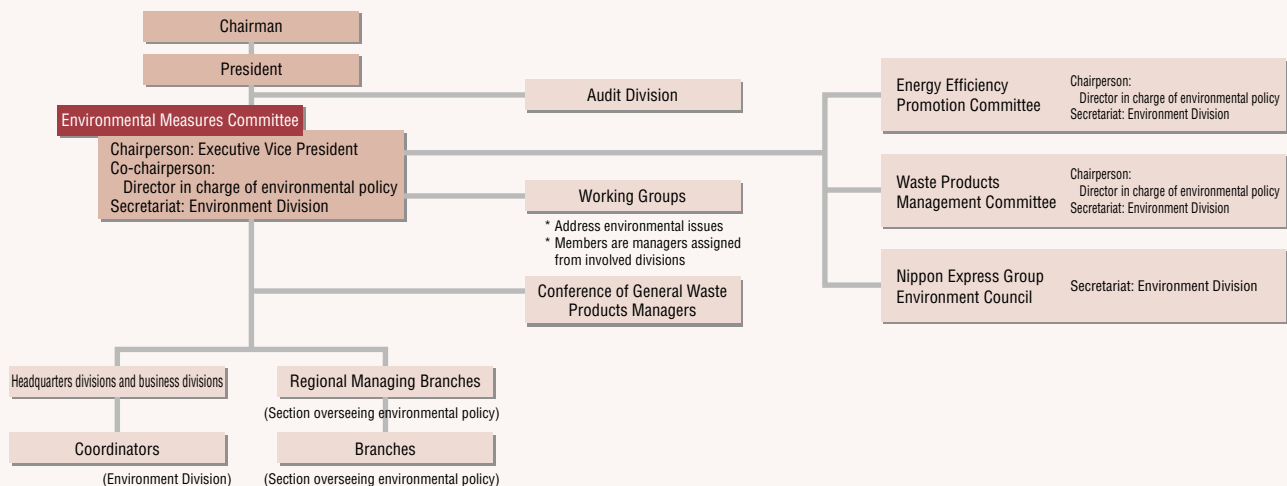 Chairman
President
Audit Division
Environmental Measures Committee
Chairperson: Executive Vice President
Co-chairperson:
Director in charge of environmental policy
Secretariat: Environment Division
Working Groups
* Address environmental issues
* Members are managers assigned
from involved divisions
Conference of General Waste
Products Managers
Headquarters divisions and business divisions
Coordinators
(Environment Division)
Regional Managing Branches
(Section overseeing environmental policy)
Branches
(Section overseeing environmental policy)
Energy Efficiency
Promotion Committee
Chairperson:
Director in charge of environmental policy
Secretariat: Environment Division
Waste Products
Management Committee
Chairperson:
Director in charge of environmental policy
Secretariat: Environment Division
Nippon Express Group
Environment Council
Secretariat: Environment Division